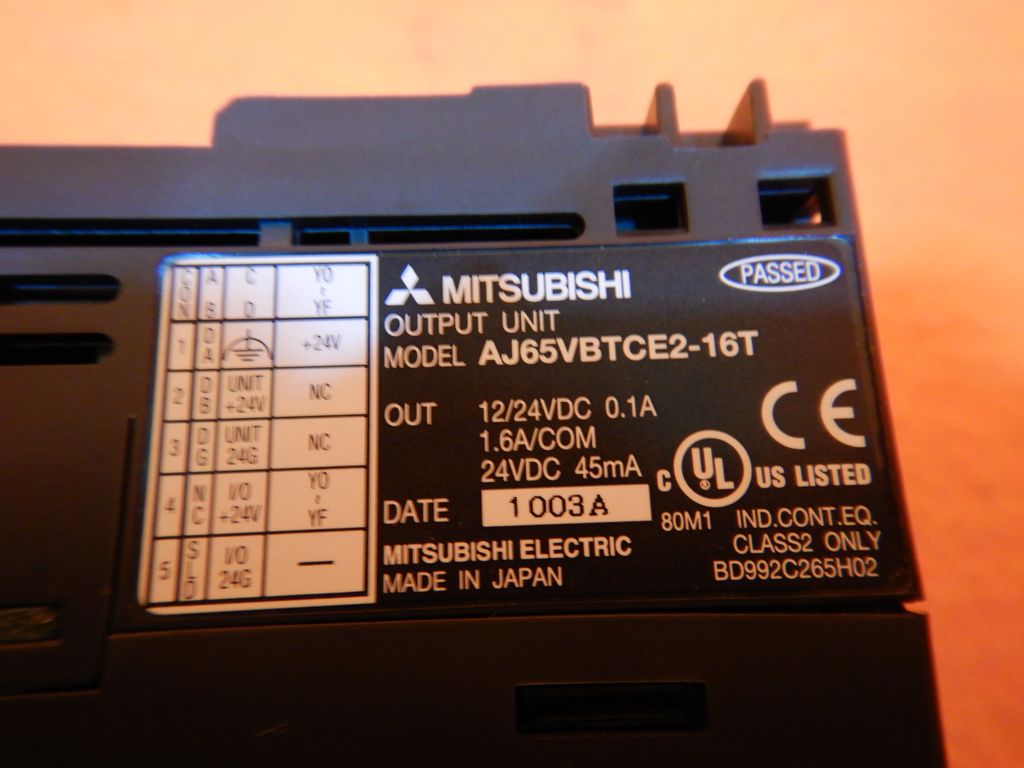 CON A B C D Y0 ~ YF
1 DA +24V
2 DB UNIT +24V NC
3 DG UNIT 24G NC
4 NC I/O +24V Y0 ~ YF
5 SLD I/O 24G —
MITSUBISHI
PASSED
OUTPUT UNIT
MODEL AJ65VBTCE2-16T
OUT 12/24VDC 0.1A
1.6A/COM
24VDC 45mA
CE
C UL ® US LISTED
DATE 1003A
80M1 IND.CONT.EQ.
CLASS2 ONLY
MITSUBISHI ELECTRIC
MADE IN JAPAN
BD992C265H02